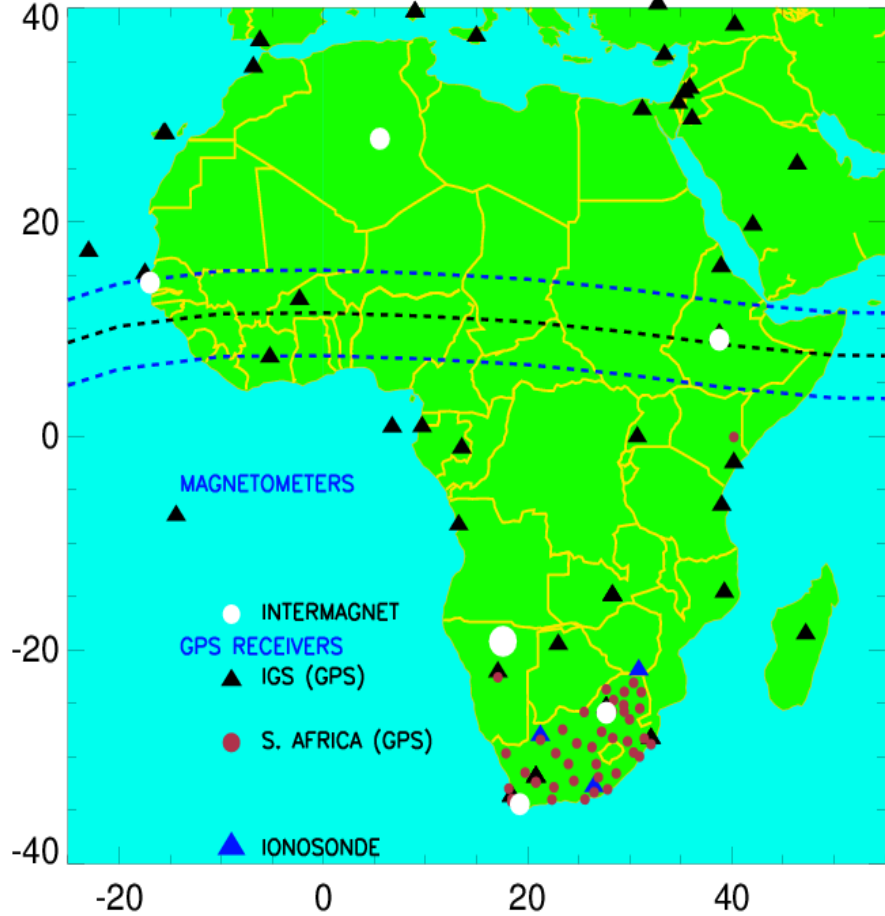 40
20
0
MAGNETOMETERS
INTERMAGNET
-20
GPS RECEIVERS
IGS (GPS)
S. AFRICA (GPS)
IONOSONDE
-40
-20 0 20 40